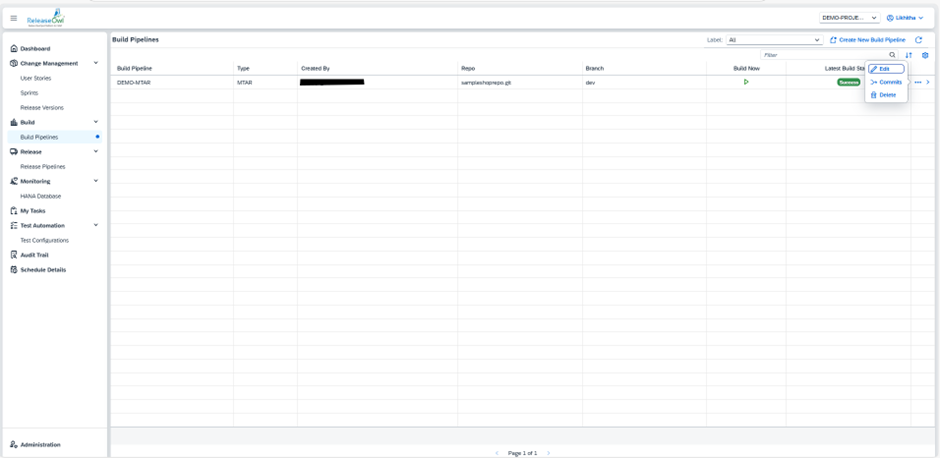 ReleaseOwl
DEMO-PROJE...
Likhitha
Dashboard
Change Management
User Stories
Sprints
Release Versions
Build
Build Pipelines
Release
Release Pipelines
Monitoring
HANA Database
My Tasks
Test Automation
Test Configurations
Audit Trail
Schedule Details
Administration
Build Pipelines
Label: All
Create New Build Pipeline
Filter
Build Pipeline Type Created By Repo Branch Build Now Latest Build Sta
DEMO-MTAR MTAR sampleshoprepo.git dev Success
Edit
Commits
Delete
Page 1 of 1